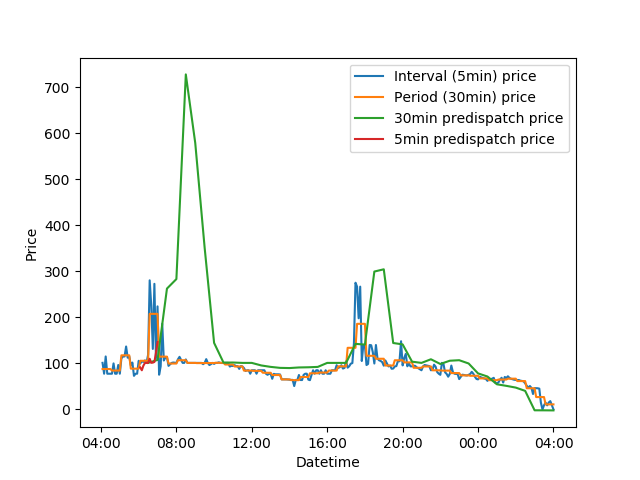 Interval (5min) price
Period (30min) price
30min predispatch price
5min predispatch price
700
600
500
400
300
200
100
0
Price
04:00 08:00 12:00 16:00 20:00 00:00 04:00
Datetime